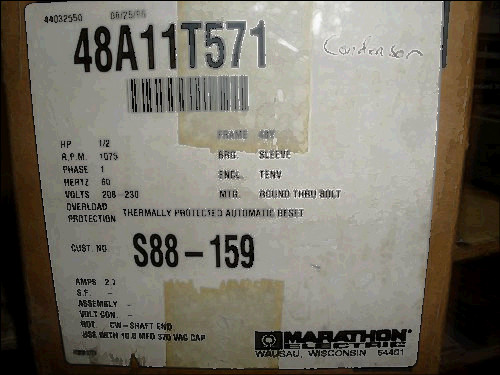 44032550 08/25/95
48A11T571
Condensor
HP 1/2 FRAME 48Y
R.P.M. 1075 BRG. SLEEVE
PHASE 1 ENCL. TENV
HERTZ 60 MTG. ROUND THRU BOLT
VOLTS 208-230
OVERLOAD
PROTECTION THERMALLY PROTECTED AUTOMATIC RESET
CUST. NO. S88-159
AMPS 2.7
S.F. -
ASSEMBLY -
VOLT CON. -
ROT. CW-SHAFT END
USE WITH 10.0 MFD 370 VAC CAP
MARATHON®
ELECTRIC
WAUSAU, WISCONSIN 54401